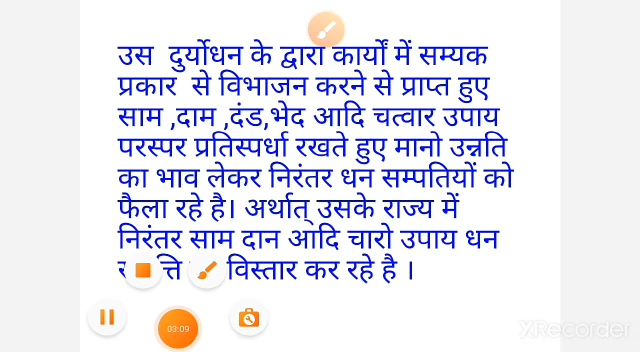 उस दुर्योधन के द्वारा कार्यों में सम्यक
प्रकार से विभाजन करने से प्राप्त हुए
साम ,दाम ,दंड,भेद आदि चत्वार उपाय
परस्पर प्रतिस्पर्धा रखते हुए मानो उन्नति
का भाव लेकर निरंतर धन सम्पतियों को
फैला रहे है। अर्थात् उसके राज्य में
निरंतर साम दान आदि चारो उपाय धन
विस्तार कर रहे है ।
03:09
XRecorder